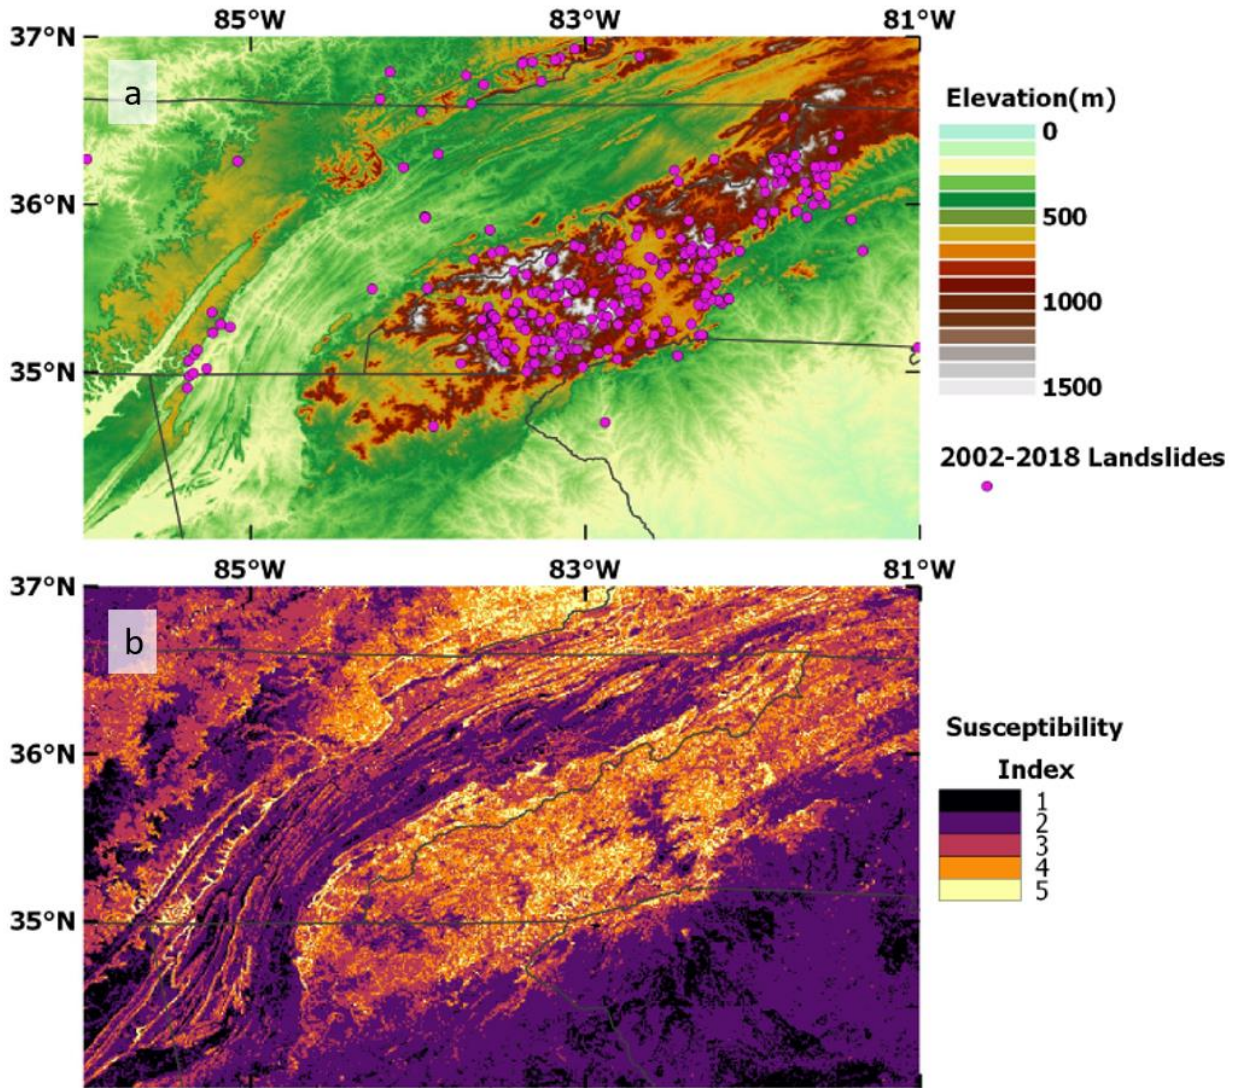 85°W 83°W 81°W
37°N
a
Elevation(m)
0
36°N
500
1000
35°N
1500
2002-2018 Landslides
85°W 83°W 81°W
37°N
b
Susceptibility
36°N
Index
1
2
3
4
5
35°N